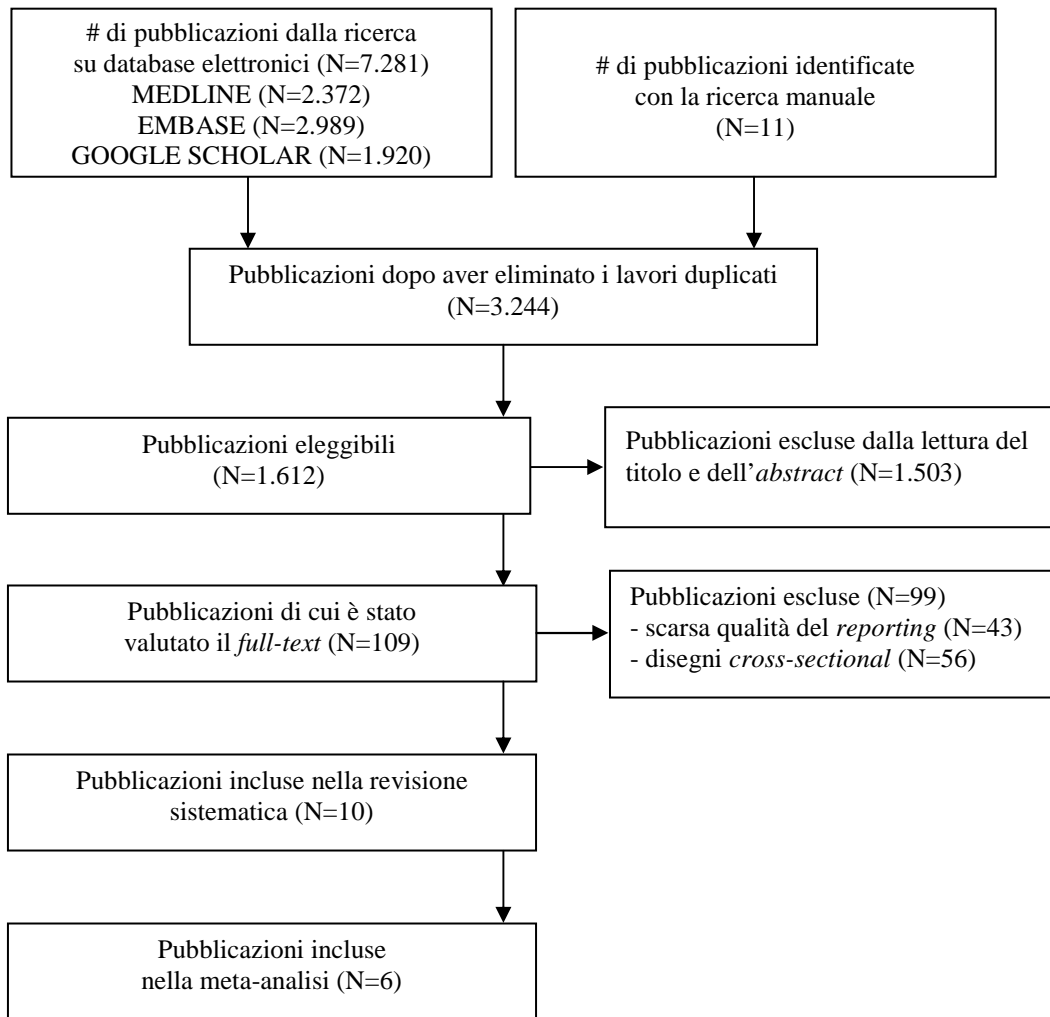 # di pubblicazioni dalla ricerca
su database elettronici (N=7.281)
MEDLINE (N=2.372)
EMBASE (N=2.989)
GOOGLE SCHOLAR (N=1.920)
# di pubblicazioni identificate
con la ricerca manuale
(N=11)
Pubblicazioni dopo aver eliminato i lavori duplicati
(N=3.244)
Pubblicazioni eleggibili
(N=1.612)
Pubblicazioni escluse dalla lettura del
titolo e dell’abstract (N=1.503)
Pubblicazioni di cui è stato
valutato il full-text (N=109)
Pubblicazioni escluse (N=99)
- scarsa qualità del reporting (N=43)
- disegni cross-sectional (N=56)
Pubblicazioni incluse nella revisione
sistematica (N=10)
Pubblicazioni incluse
nella meta-analisi (N=6)